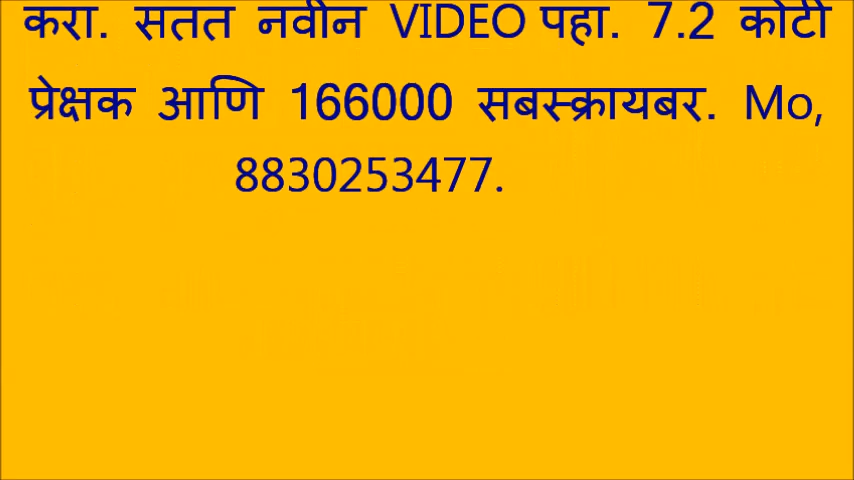 करा. सतत नवीन VIDEO पहा. 7.2 कोटी
प्रेक्षक आणि 166000 सबस्क्रायबर. Mo,
8830253477.